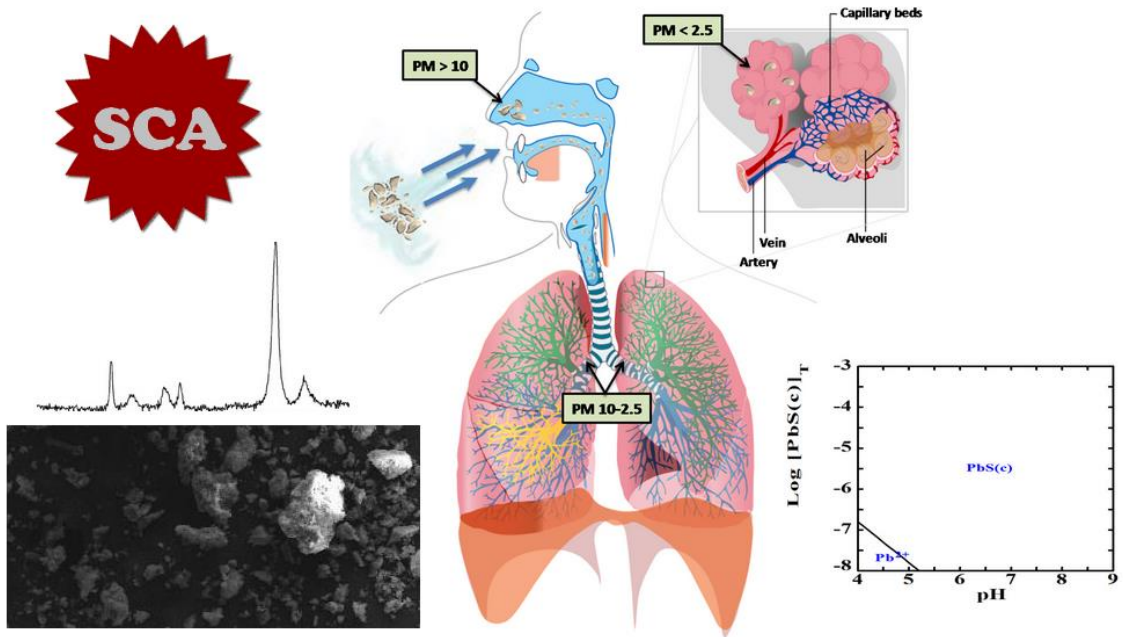 SCA
PM > 10
PM < 2.5
Capillary beds
Vein
Artery
Alveoli
PM 10-2.5
Log [PbS(c)]T
-3
-4
-5
-6
-7
-8
PbS(c)
Pb2+
4
5
6
7
8
9
pH